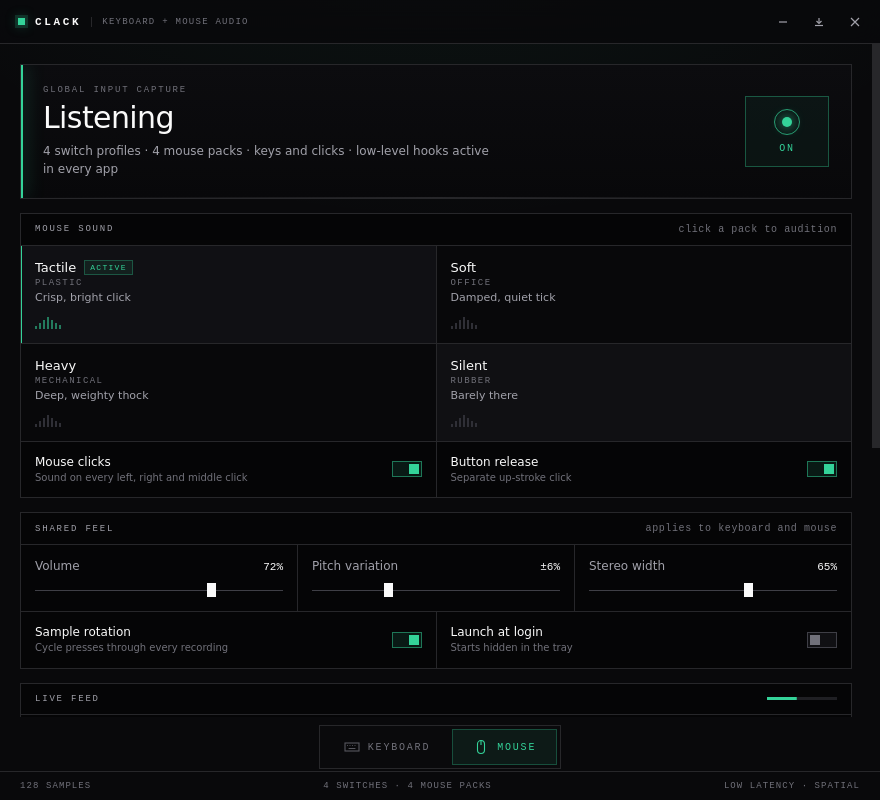 CLACK
KEYBOARD + MOUSE AUDIO
GLOBAL INPUT CAPTURE
Listening
4 switch profiles · 4 mouse packs · keys and clicks · low-level hooks active
in every app
ON
MOUSE SOUND
click a pack to audition
Tactile
ACTIVE
PLASTIC
Crisp, bright click
Soft
OFFICE
Damped, quiet tick
Heavy
MECHANICAL
Deep, weighty thock
Silent
RUBBER
Barely there
Mouse clicks
Sound on every left, right and middle click
Button release
Separate up-stroke click
SHARED FEEL
applies to keyboard and mouse
Volume
72%
Pitch variation
±6%
Stereo width
65%
Sample rotation
Cycle presses through every recording
Launch at login
Starts hidden in the tray
LIVE FEED
KEYBOARD
MOUSE
128 SAMPLES
4 SWITCHES · 4 MOUSE PACKS
LOW LATENCY · SPATIAL